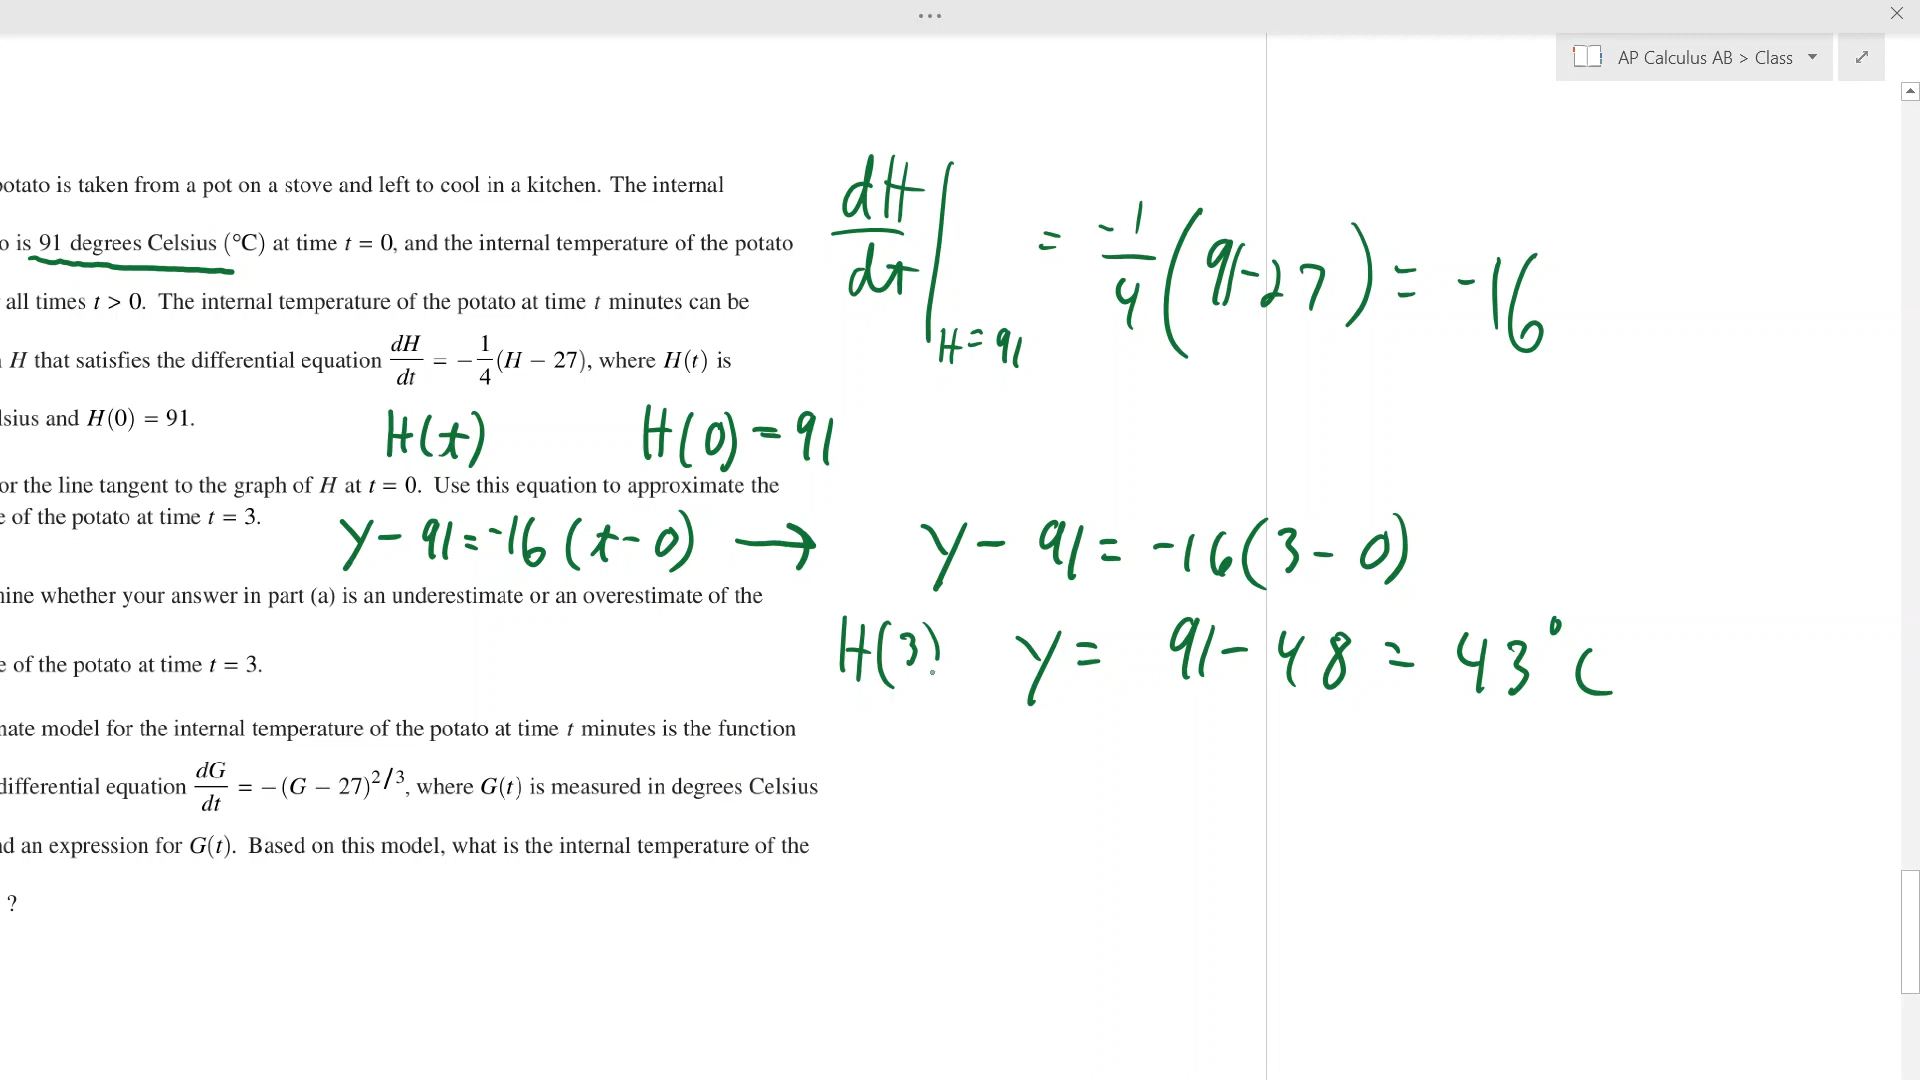 AP Calculus AB > Class
potato is taken from a pot on a stove and left to cool in a kitchen. The internal
is 91 degrees Celsius (°C) at time t = 0, and the internal temperature of the potato
all times t > 0. The internal temperature of the potato at time t minutes can be
H that satisfies the differential equation dH/dt = −1/4(H − 27), where H(t) is
and H(0) = 91.
H(t) H(0) = 91
dH/dt | H = 91 = -1/4 (91-27) = -16
or the line tangent to the graph of H at t = 0. Use this equation to approximate the
of the potato at time t = 3.
y - 91 = -16 (t - 0) → y - 91 = -16 (3 - 0)
whether your answer in part (a) is an underestimate or an overestimate of the
H(3) y = 91 - 48 = 43°C
of the potato at time t = 3.
model for the internal temperature of the potato at time t minutes is the function
differential equation dG/dt = −(G − 27)^2/3, where G(t) is measured in degrees Celsius
an expression for G(t). Based on this model, what is the internal temperature of the
?